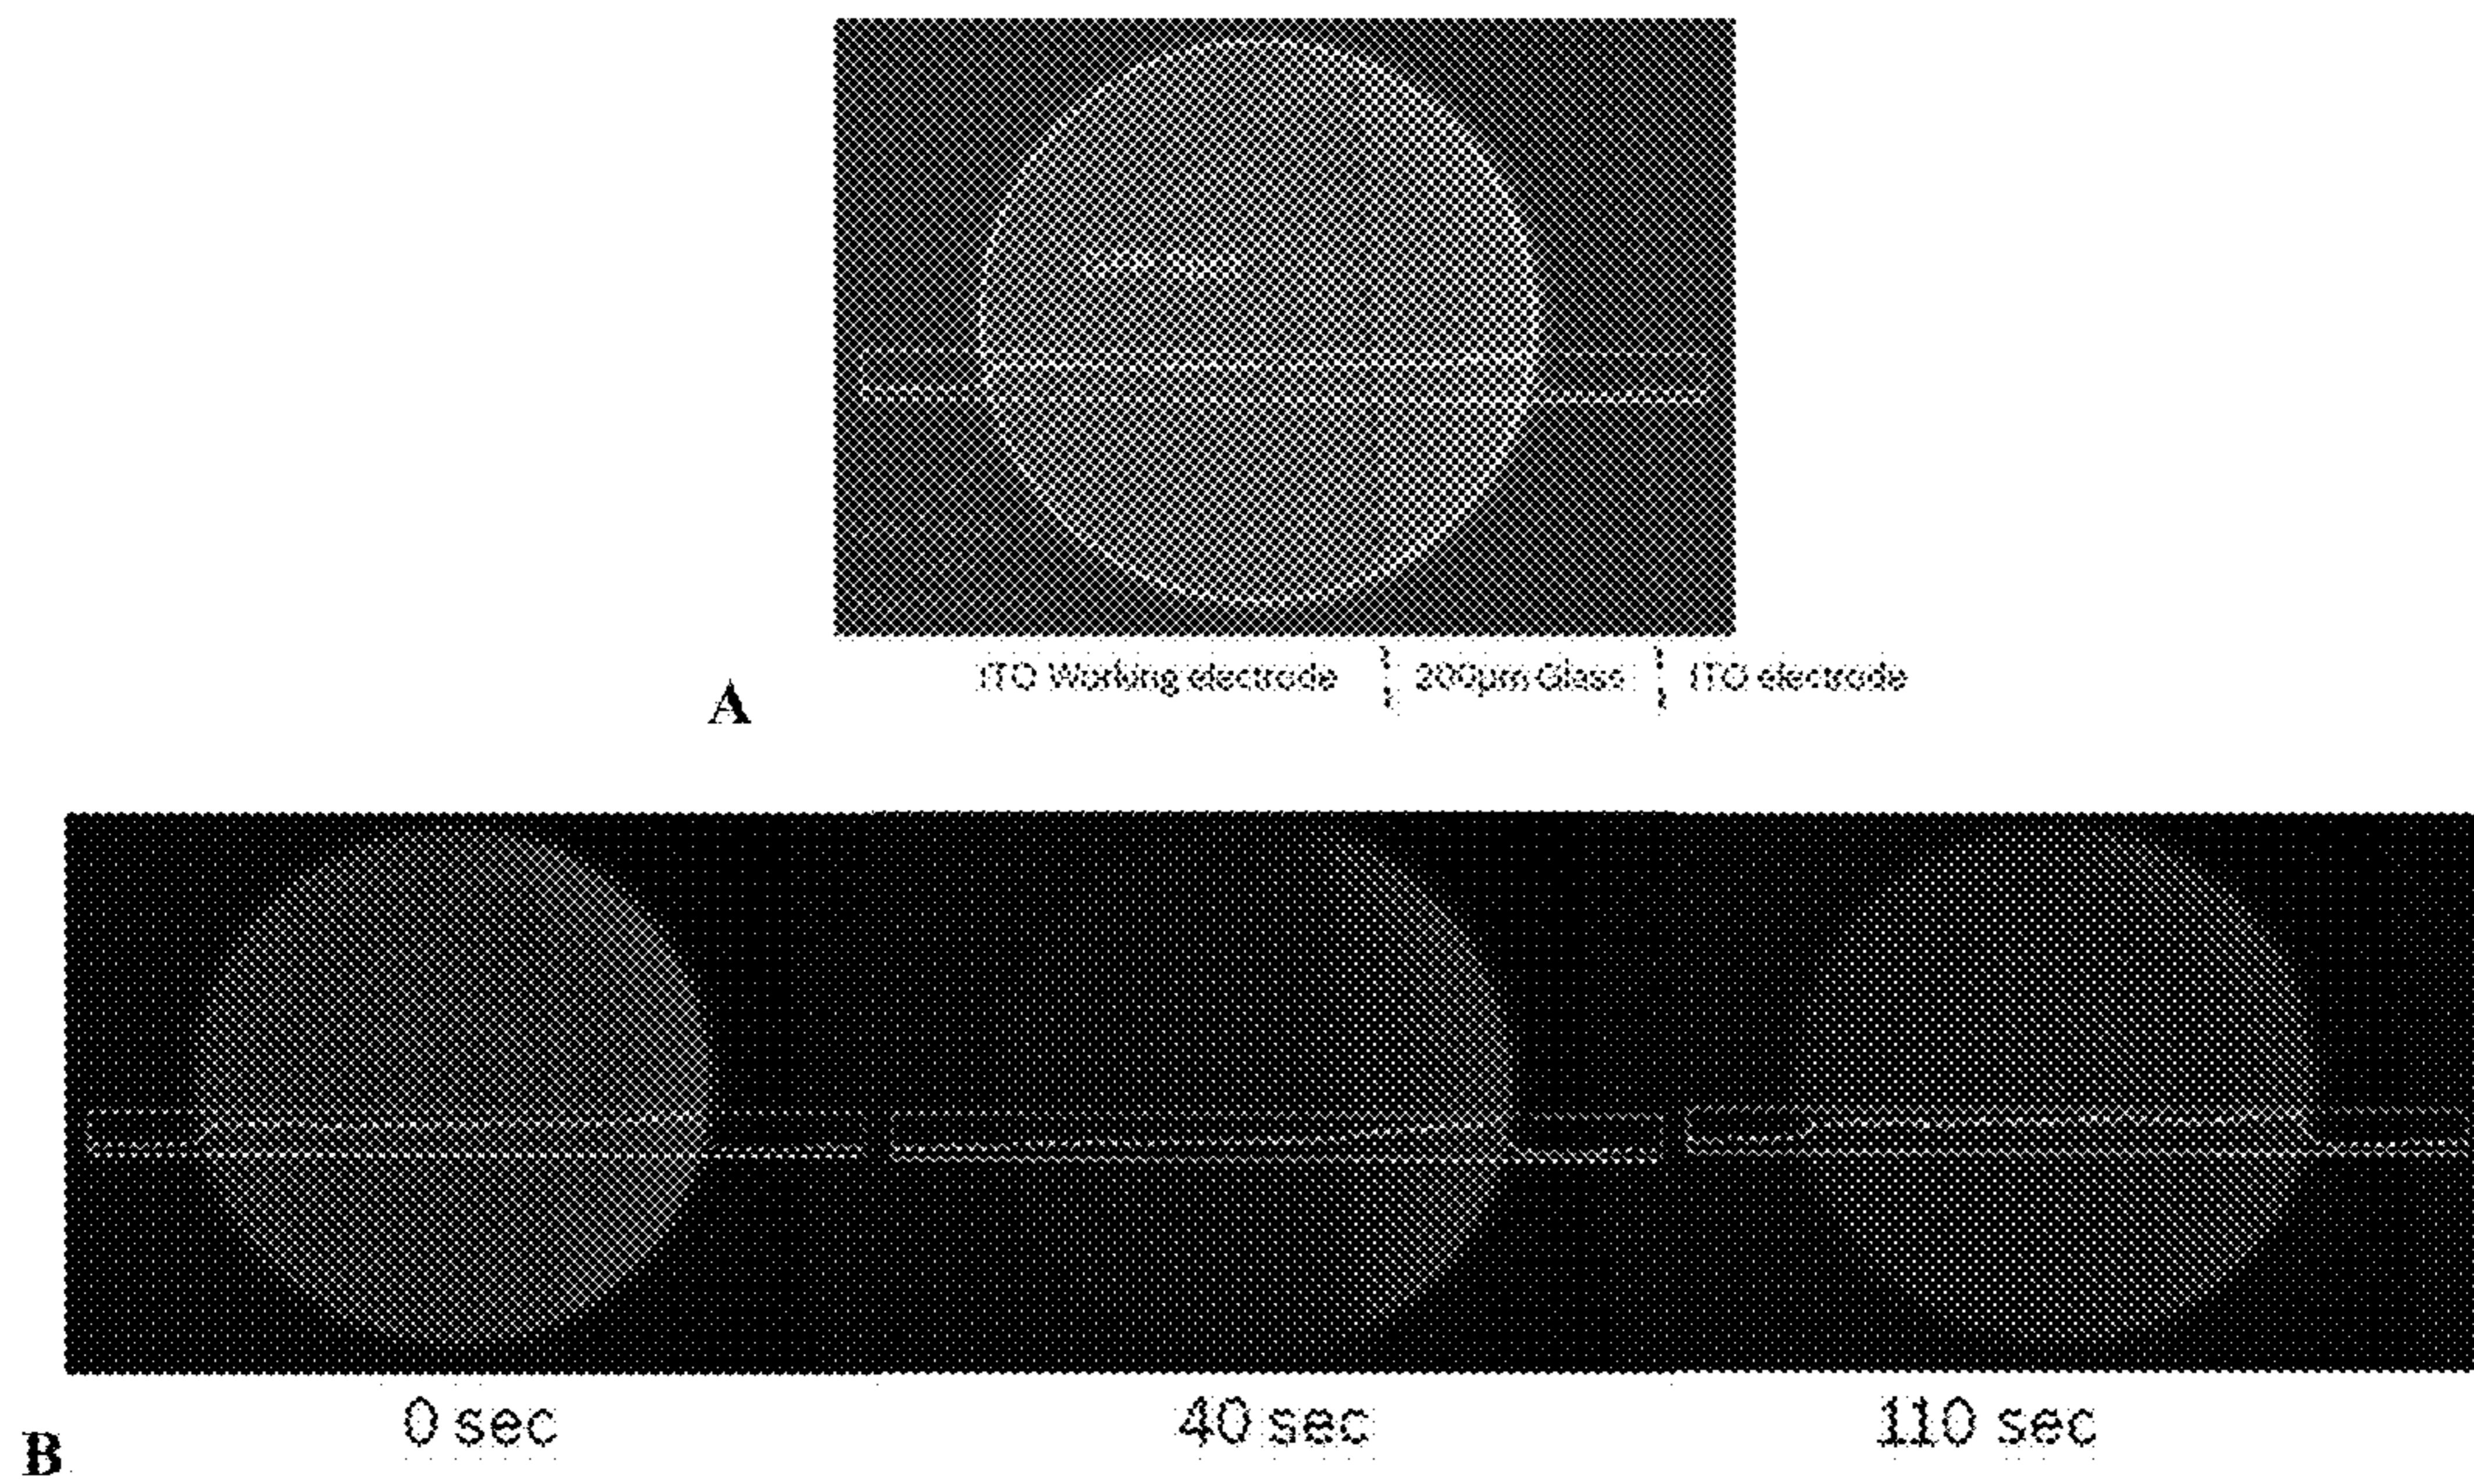 ITO Working electrode 200µm Glass ITO electrode
A
0 sec 40 sec 110 sec
B